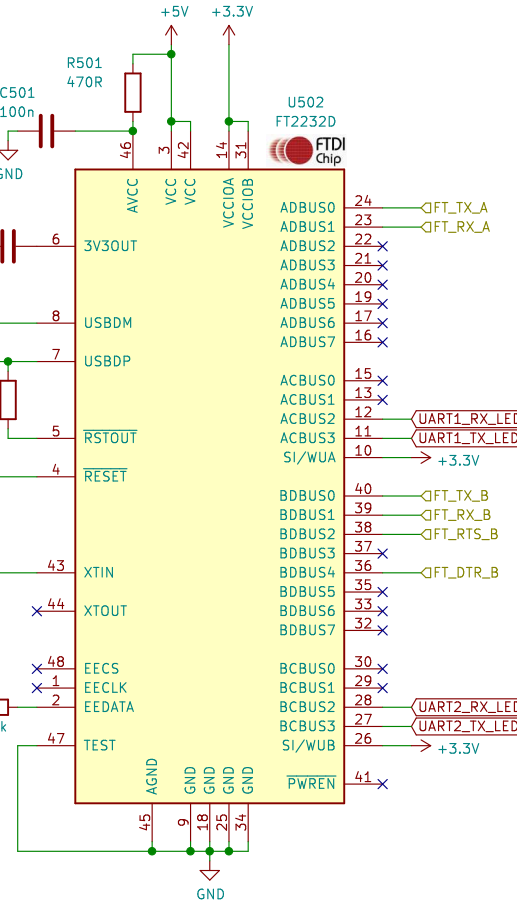 +5V
+3.3V
R501
470R
C501
100n
GND
U502
FT2232D
FTDI
Chip
46
3
42
14
31
AVCC
VCC
VCC
VCCIOA
VCCIOB
6
3V3OUT
8
USBDM
7
USBDP
5
RSTOUT
4
RESET
43
XTIN
44
XTOUT
48
EECS
1
EECLK
2
EEDATA
k
47
TEST
ADBUS0
24
FT_TX_A
ADBUS1
23
FT_RX_A
ADBUS2
22
ADBUS3
21
ADBUS4
20
ADBUS5
19
ADBUS6
17
ADBUS7
16
ACBUS0
15
ACBUS1
13
ACBUS2
12
UART1_RX_LED
ACBUS3
11
UART1_TX_LED
SI/WUA
10
+3.3V
BDBUS0
40
FT_TX_B
BDBUS1
39
FT_RX_B
BDBUS2
38
FT_RTS_B
BDBUS3
37
BDBUS4
36
FT_DTR_B
BDBUS5
35
BDBUS6
33
BDBUS7
32
BCBUS0
30
BCBUS1
29
BCBUS2
28
UART2_RX_LED
BCBUS3
27
UART2_TX_LED
SI/WUB
26
+3.3V
PWREN
41
AGND
GND
GND
GND
GND
45
9
18
25
34
GND